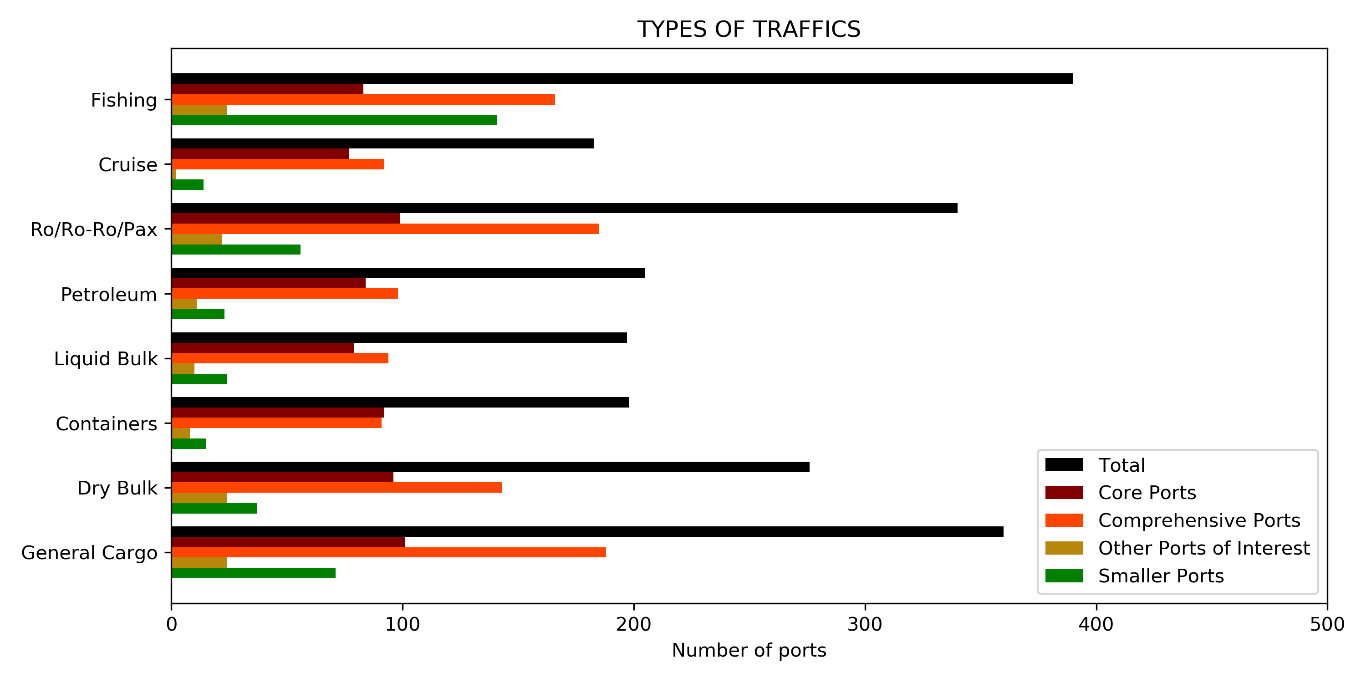 TYPES OF TRAFFICS
Fishing
Cruise
Ro/Ro-Ro/Pax
Petroleum
Liquid Bulk
Containers
Dry Bulk
General Cargo
Total
Core Ports
Comprehensive Ports
Other Ports of Interest
Smaller Ports
0 100 200 300 400 500
Number of ports